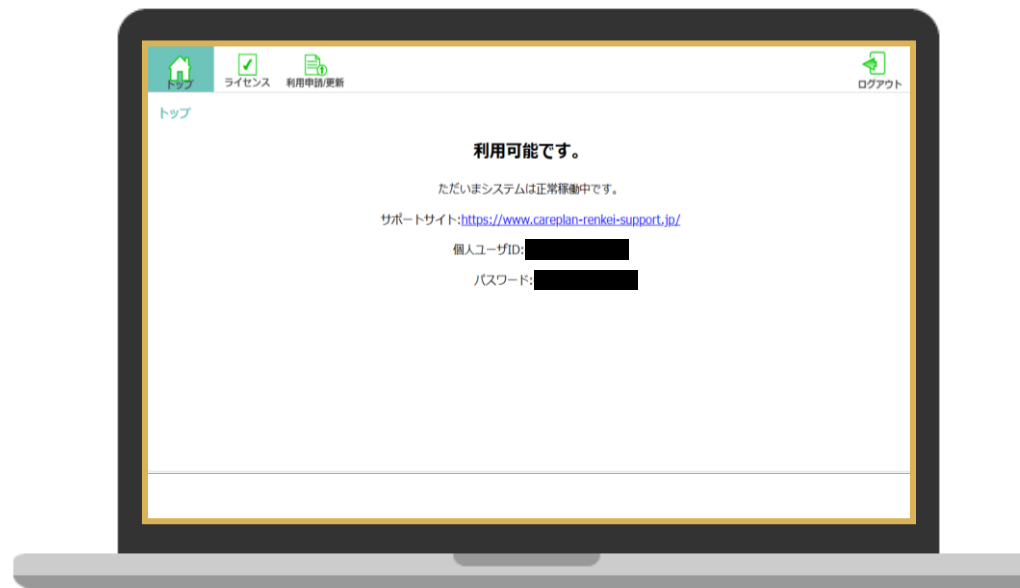 トップ
ライセンス
利用申請/更新
ログアウト
トップ
利用可能です。
ただいまシステムは正常稼働中です。
サポートサイト:https://www.careplan-renkei-support.jp/
個人ユーザID:
パスワード: